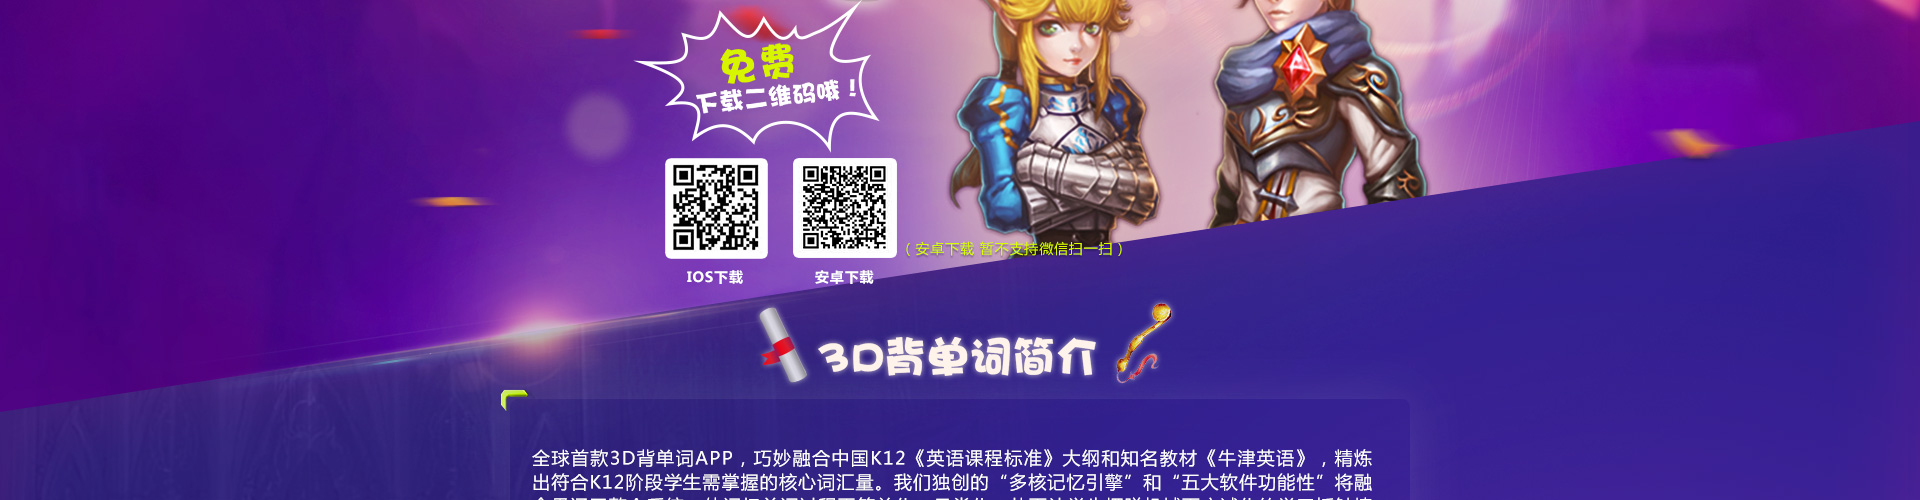 免费
下载二维码哦！
IOS下载
安卓下载
（安卓下载 暂不支持微信扫一扫）
3D背单词简介
全球首款3D背单词APP，巧妙融合中国K12《英语课程标准》大纲和知名教材《牛津英语》，精炼
出符合K12阶段学生需掌握的核心词汇量。我们独创的“多核记忆引擎”和“五大软件功能性”将融